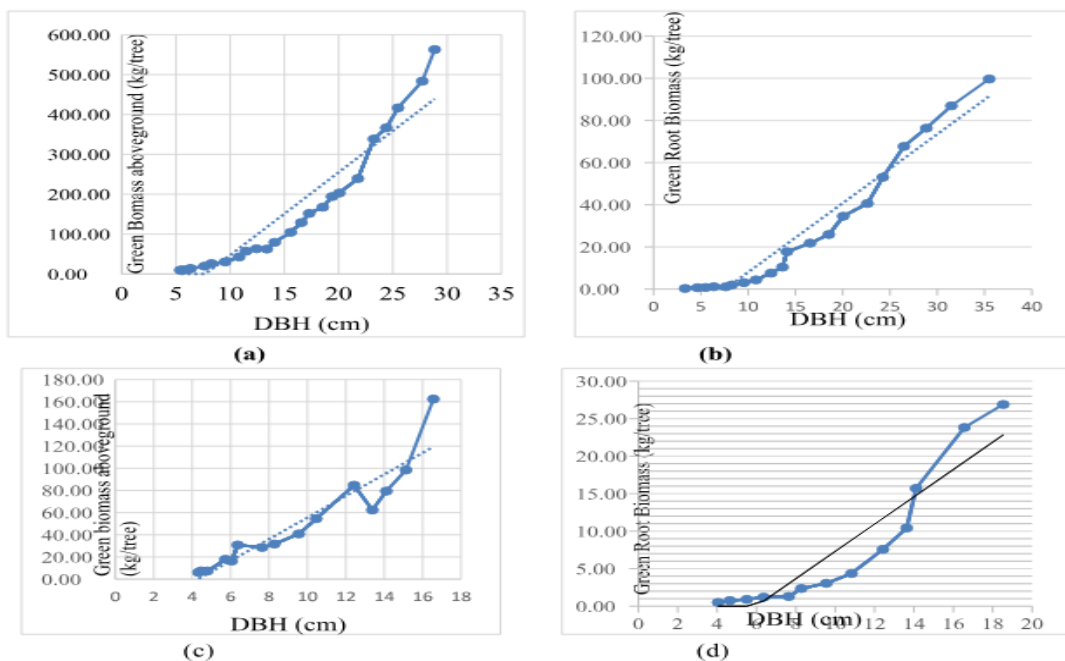 600.00
500.00
400.00
300.00
200.00
100.00
0.00
Green Biomass aboveground (kg/tree)
0 5 10 15 20 25 30 35
DBH (cm)
(a)
120.00
100.00
80.00
60.00
40.00
20.00
0.00
Green Root Biomass (kg/tree)
0 5 10 15 20 25 30 35 40
DBH (cm)
(b)
180.00
160.00
140.00
120.00
100.00
80.00
60.00
40.00
20.00
0.00
Green biomass aboveground
(kg/tree)
0 2 4 6 8 10 12 14 16 18
DBH (cm)
(c)
30.00
25.00
20.00
15.00
10.00
5.00
0.00
Green Root Biomass (kg/tree)
0 2 4 6 8 10 12 14 16 18 20
DBH (cm)
(d)